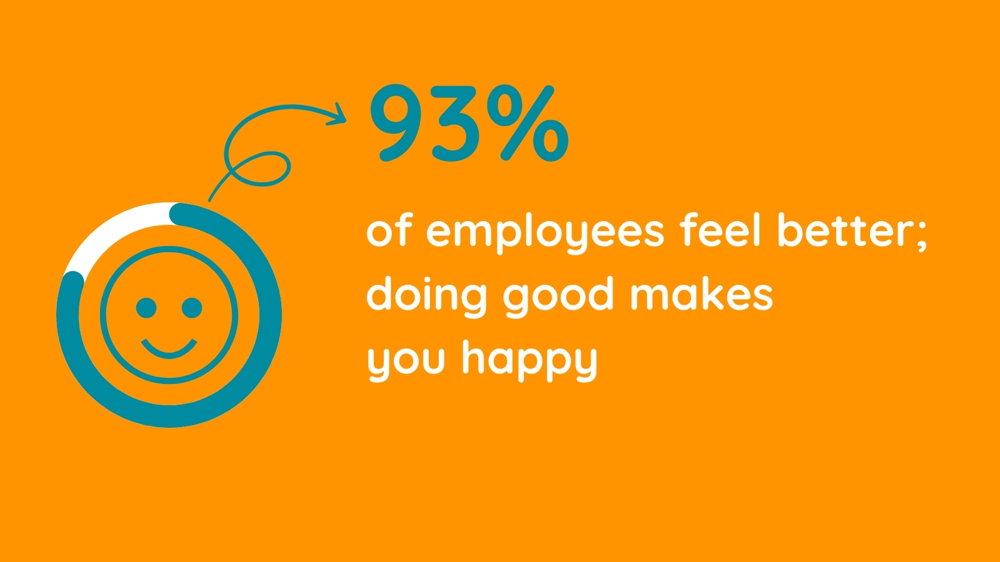 93%
of employees feel better;
doing good makes
you happy